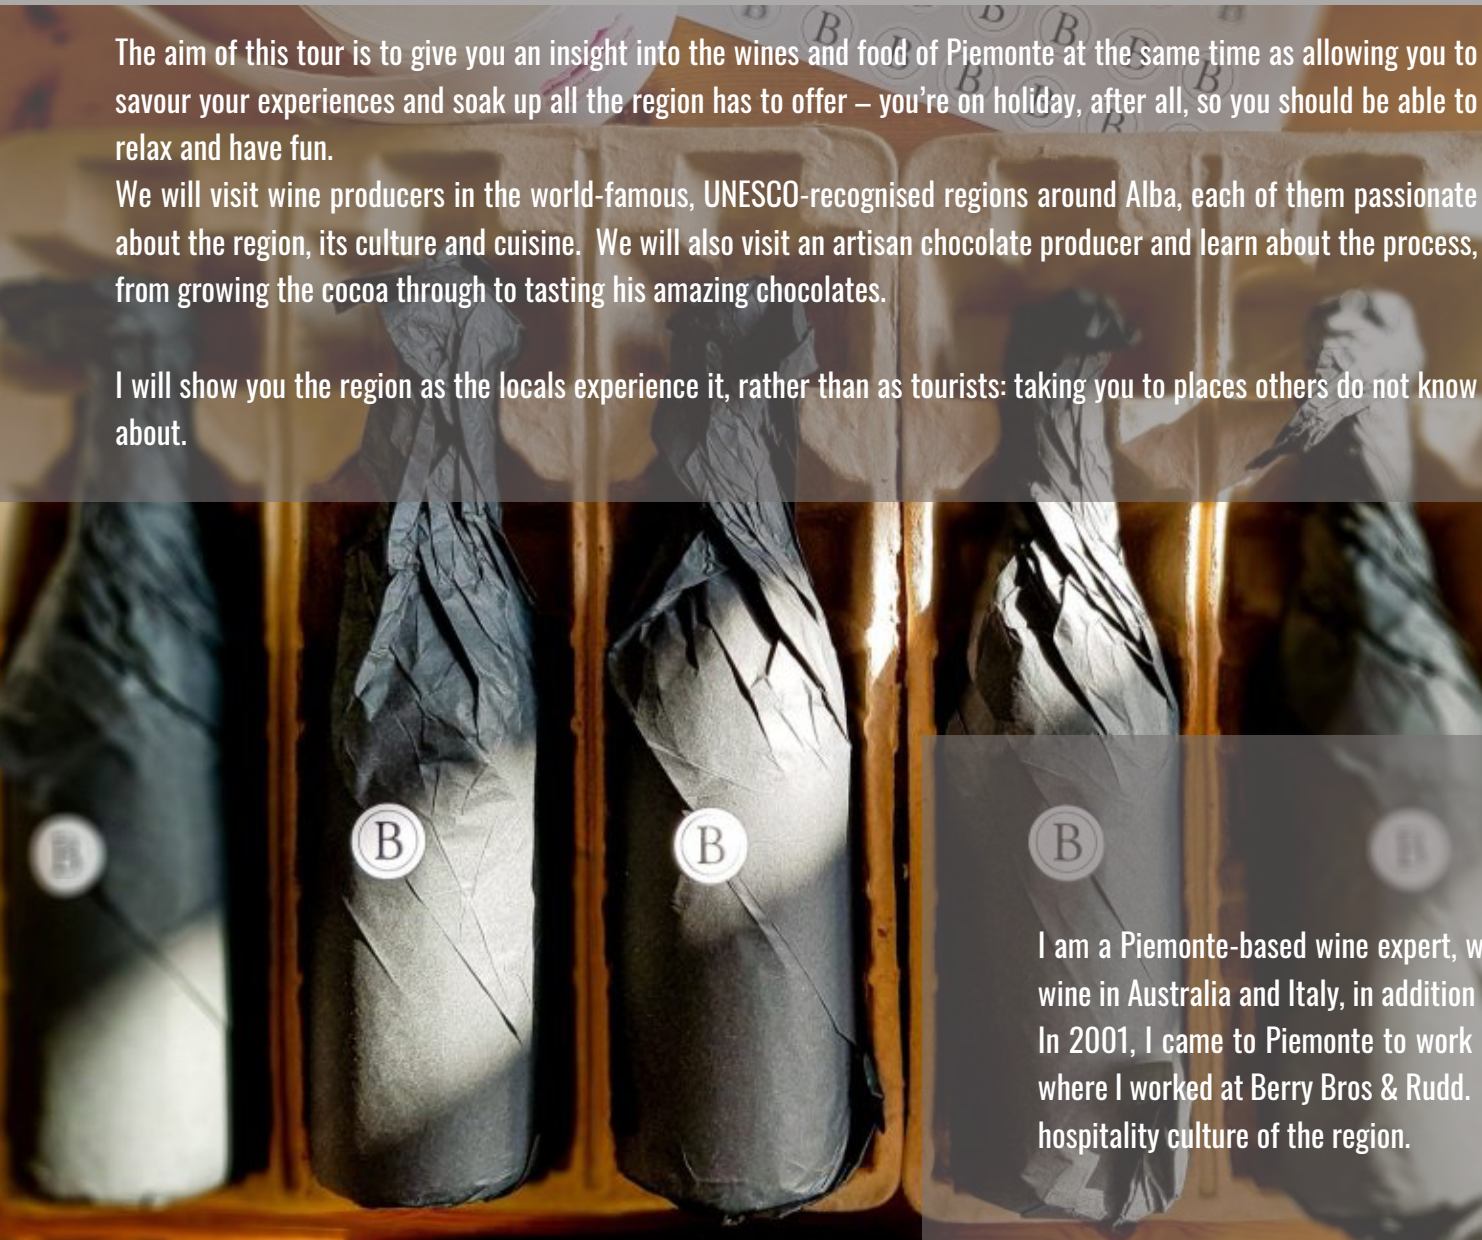 B B B B B B B B B
The aim of this tour is to give you an insight into the wines and food of Piemonte at the same time as allowing you to
savour your experiences and soak up all the region has to offer – you’re on holiday, after all, so you should be able to
relax and have fun.
We will visit wine producers in the world-famous, UNESCO-recognised regions around Alba, each of them passionate
about the region, its culture and cuisine.  We will also visit an artisan chocolate producer and learn about the process,
from growing the cocoa through to tasting his amazing chocolates.
I will show you the region as the locals experience it, rather than as tourists: taking you to places others do not know
about.
B B B B B
I am a Piemonte-based wine expert, w
wine in Australia and Italy, in addition
In 2001, I came to Piemonte to work
where I worked at Berry Bros & Rudd.
hospitality culture of the region.